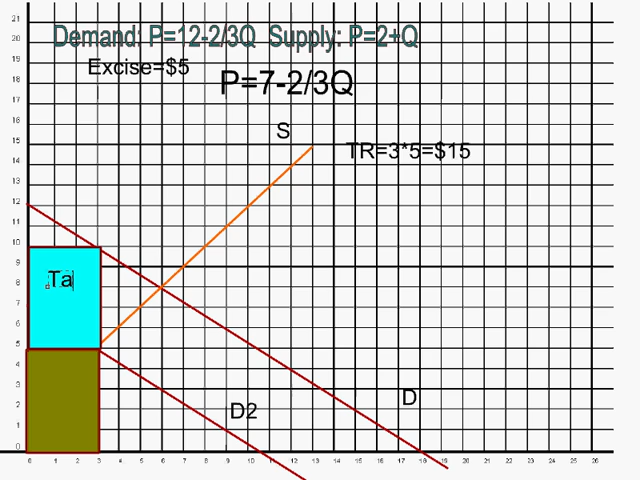 Demand: P=12-2/3Q Supply: P=2+Q
Excise=$5
P=7-2/3Q
S
TR=3*5=$15
Ta
D2
D
21
20
19
18
17
16
15
14
13
12
11
10
9
8
7
6
5
4
3
2
1
0
0 1 2 3 4 5 6 7 8 9 10 11 12 13 14 15 16 17 18 19 20 21 22 23 24 25 26